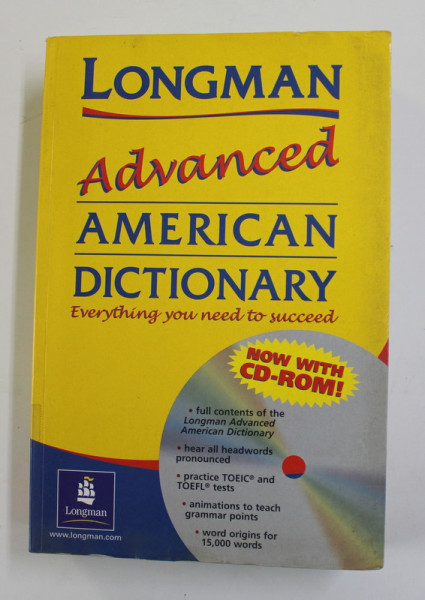 LONGMAN
Advanced
AMERICAN
DICTIONARY
Everything you need to succeed
NOW WITH
CD-ROM!
• full contents of the
Longman Advanced
American Dictionary
• hear all headwords
pronounced
• practice TOEIC® and
TOEFL® tests
• animations to teach
grammar points
• word origins for
15,000 words
Longman
www.longman.com